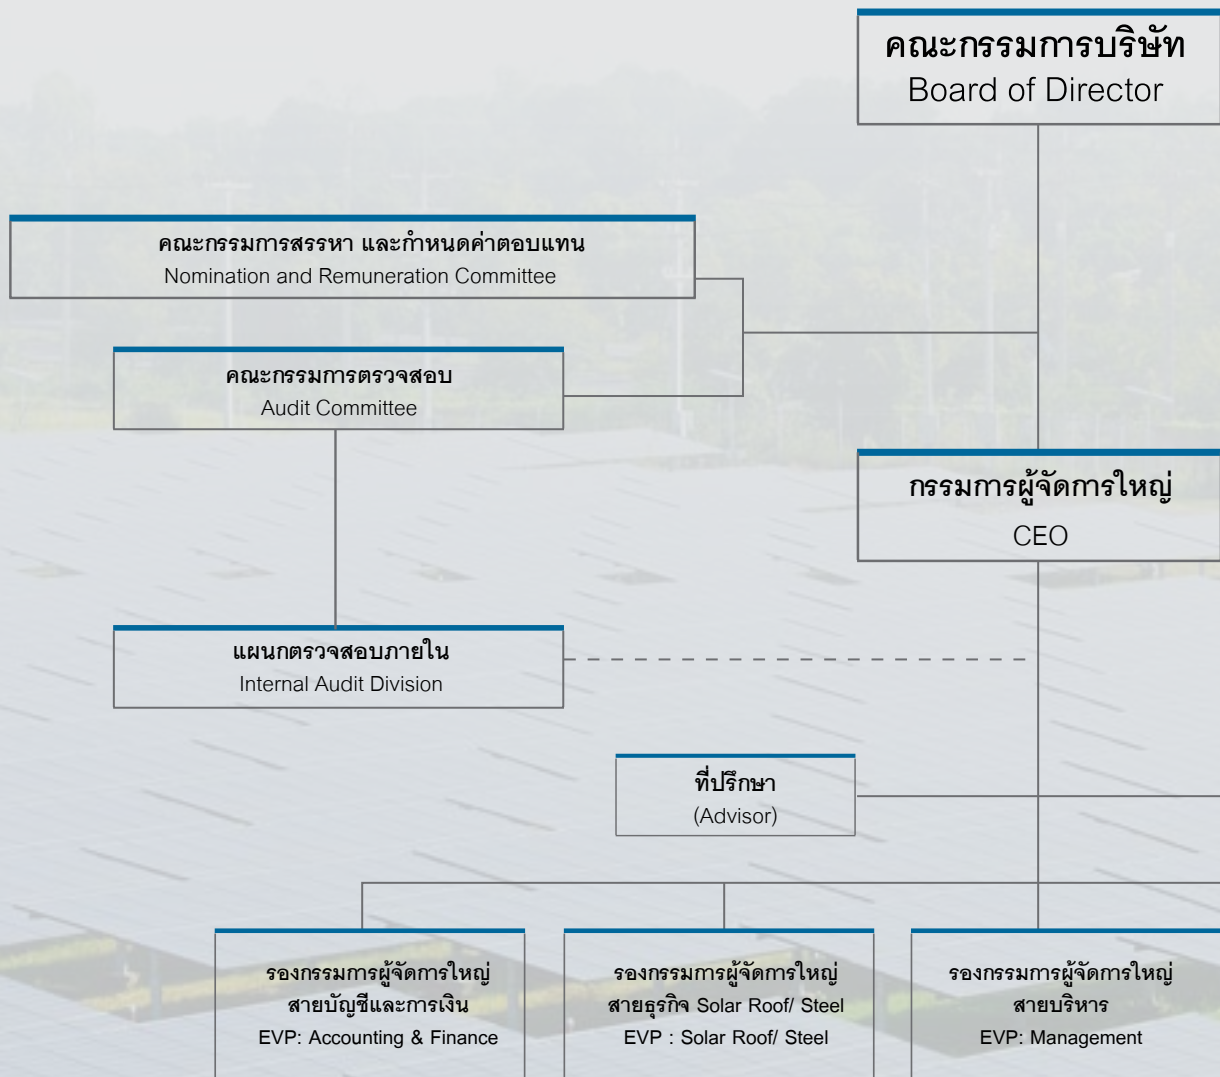 คณะกรรมการบริษัท
Board of Director
คณะกรรมการสรรหา และกำหนดค่าตอบแทน
Nomination and Remuneration Committee
คณะกรรมการตรวจสอบ
Audit Committee
กรรมการผู้จัดการใหญ่
CEO
แผนกตรวจสอบภายใน
Internal Audit Division
ที่ปรึกษา
(Advisor)
รองกรรมการผู้จัดการใหญ่
สายบัญชีและการเงิน
EVP: Accounting & Finance
รองกรรมการผู้จัดการใหญ่
สายธุรกิจ Solar Roof/ Steel
EVP : Solar Roof/ Steel
รองกรรมการผู้จัดการใหญ่
สายบริหาร
EVP: Management